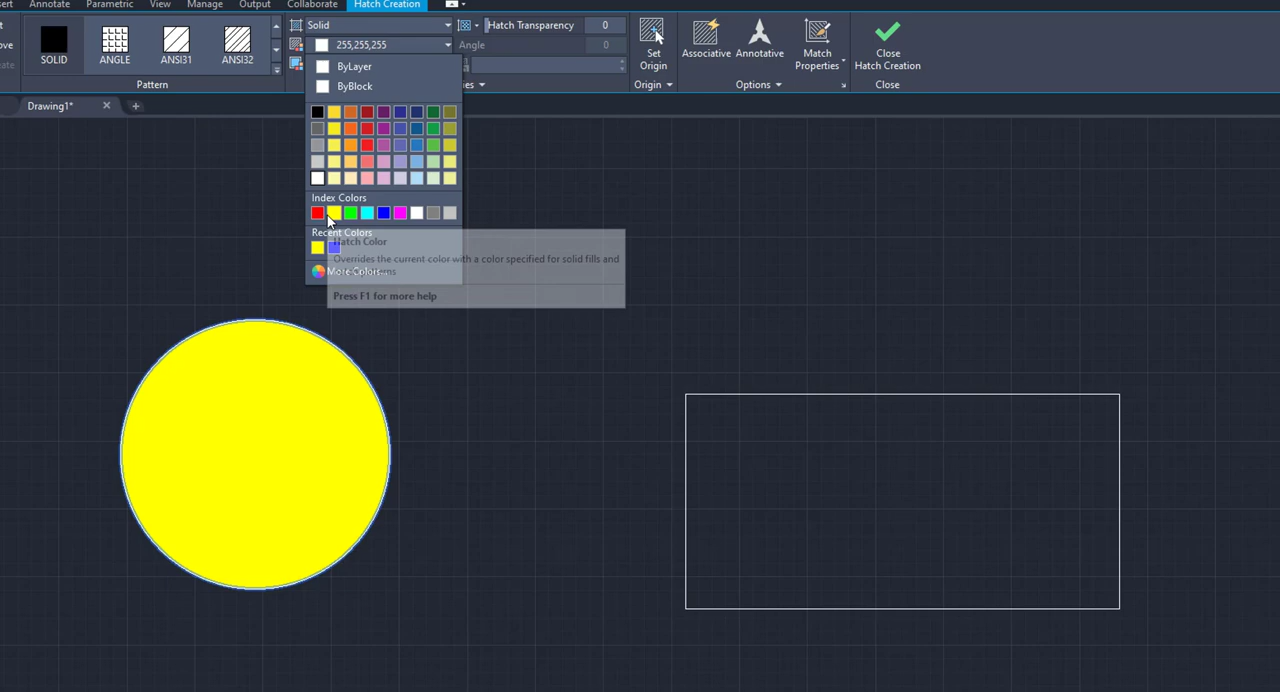 Annotate Parametric View Manage Output Collaborate Hatch Creation
SOLID ANGLE ANSI31 ANSI32
Pattern
Solid
255,255,255
Hatch Transparency 0
Angle 0
Set Origin
Origin
Associative Annotative Match Properties
Options
Close Hatch Creation
Close
Drawing1*
ByLayer
ByBlock
Index Colors
Recent Colors
More Colors...
Hatch Color
Overrides the current color with a color specified for solid fills and
Press F1 for more help